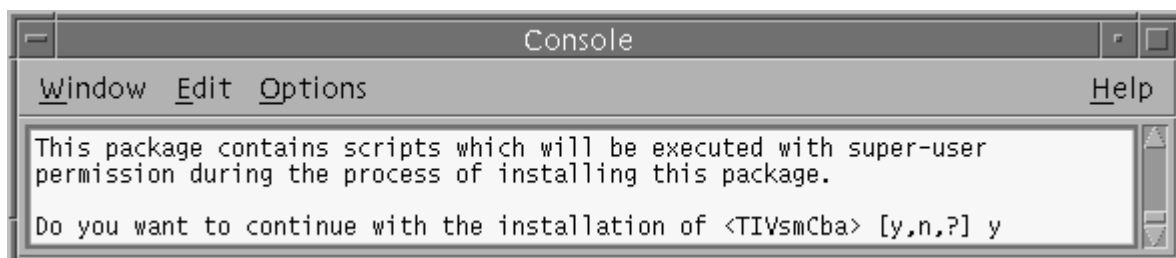 Console
Window Edit Options Help
This package contains scripts which will be executed with super-user
permission during the process of installing this package.
Do you want to continue with the installation of <TIVsmCba> [y,n,?] y